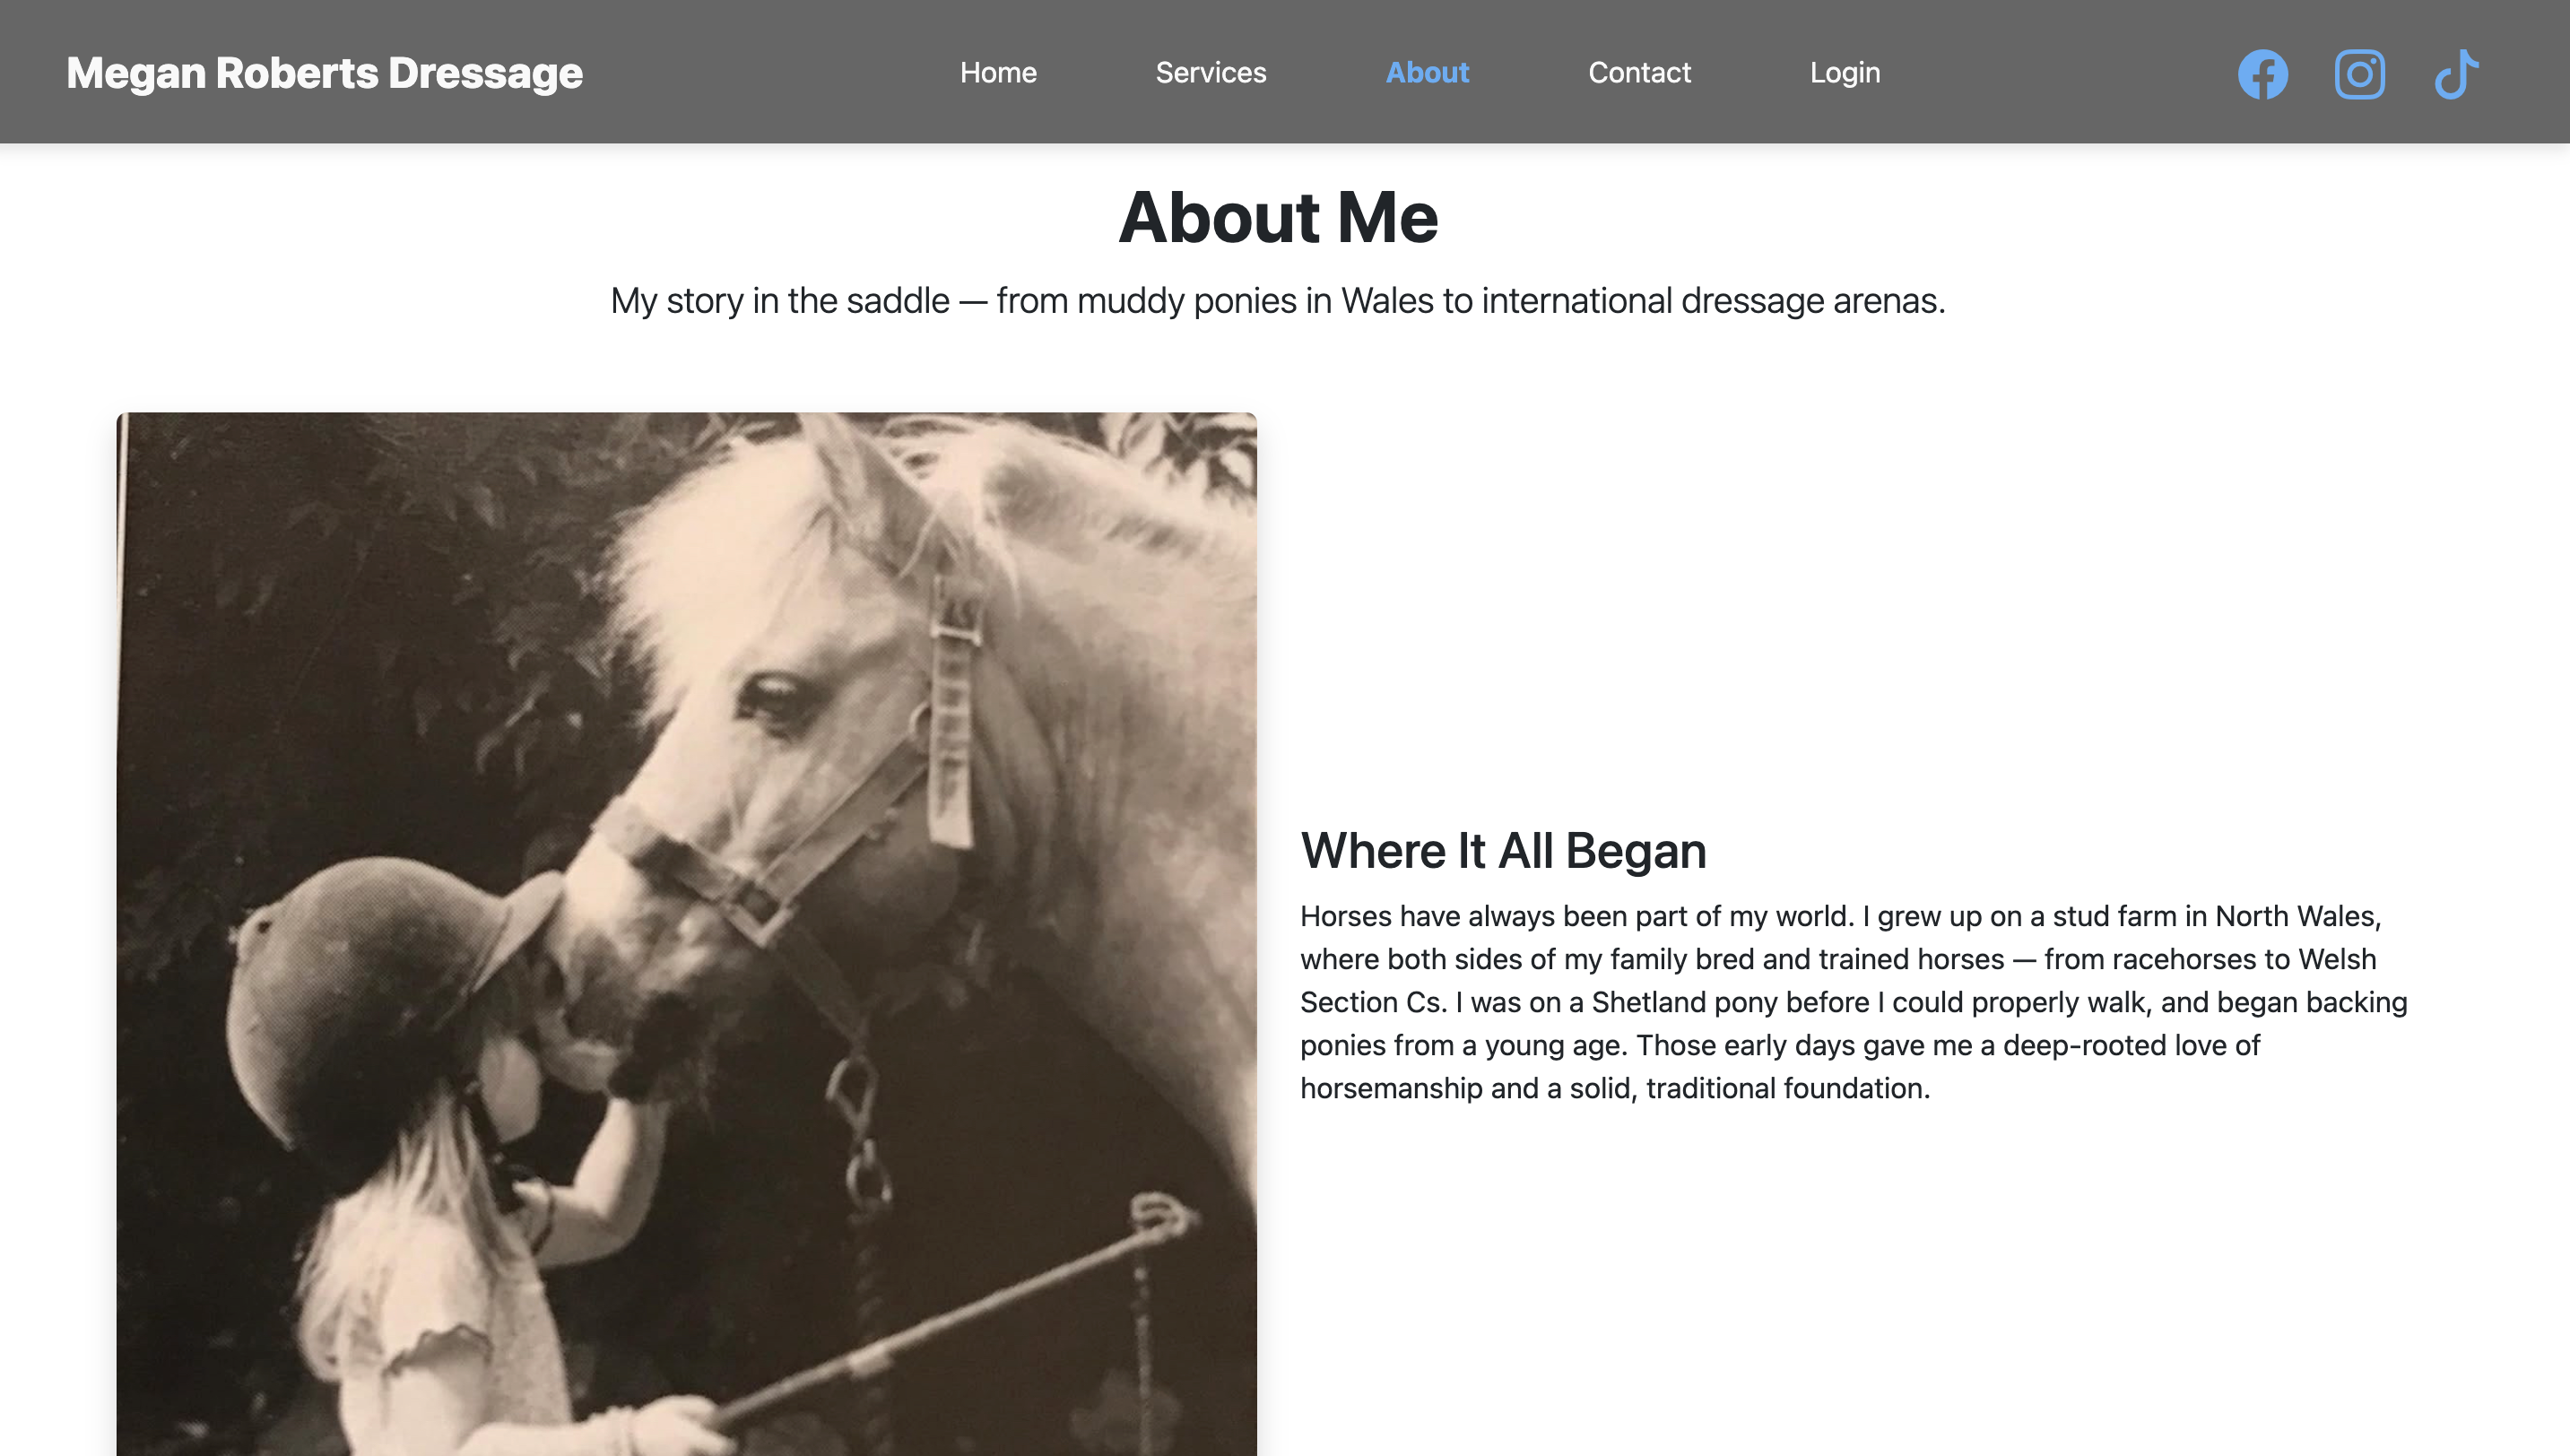 Megan Roberts Dressage
Home
Services
About
Contact
Login
About Me
My story in the saddle — from muddy ponies in Wales to international dressage arenas.
Where It All Began
Horses have always been part of my world. I grew up on a stud farm in North Wales,
where both sides of my family bred and trained horses — from racehorses to Welsh
Section Cs. I was on a Shetland pony before I could properly walk, and began backing
ponies from a young age. Those early days gave me a deep-rooted love of
horsemanship and a solid, traditional foundation.